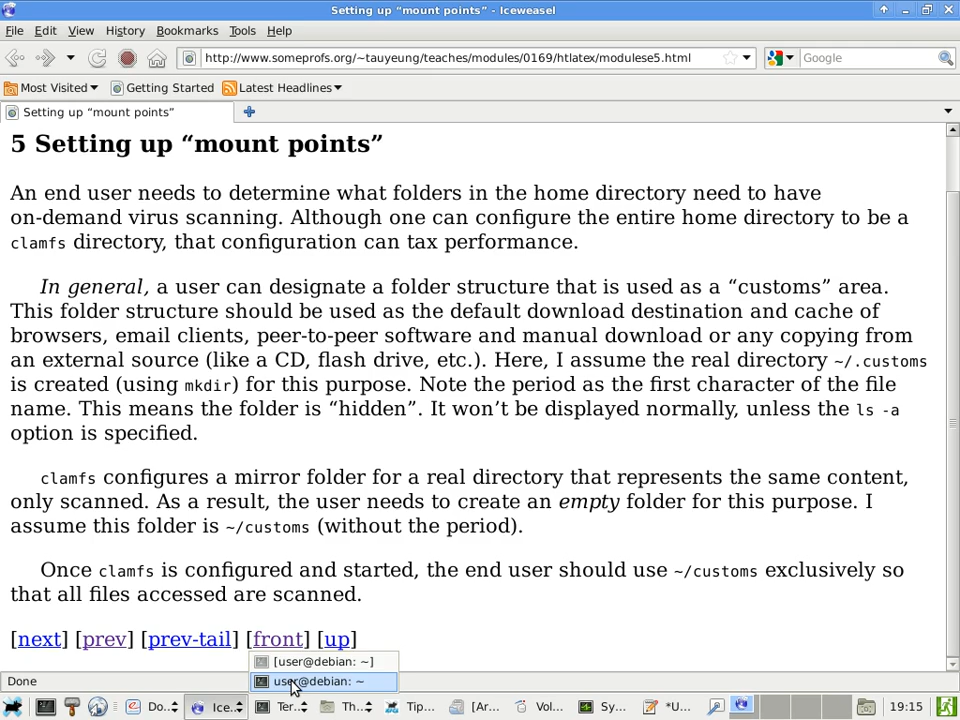 Setting up “mount points” - Iceweasel
File Edit View History Bookmarks Tools Help
http://www.someprofs.org/~tauyeung/teaches/modules/0169/htlatex/modulese5.html
Google
Most Visited Getting Started Latest Headlines
Setting up “mount points”
5 Setting up “mount points”
An end user needs to determine what folders in the home directory need to have
on-demand virus scanning. Although one can configure the entire home directory to be a
clamfs directory, that configuration can tax performance.
In general, a user can designate a folder structure that is used as a “customs” area.
This folder structure should be used as the default download destination and cache of
browsers, email clients, peer-to-peer software and manual download or any copying from
an external source (like a CD, flash drive, etc.). Here, I assume the real directory ~/.customs
is created (using mkdir) for this purpose. Note the period as the first character of the file
name. This means the folder is “hidden”. It won’t be displayed normally, unless the ls -a
option is specified.
clamfs configures a mirror folder for a real directory that represents the same content,
only scanned. As a result, the user needs to create an empty folder for this purpose. I
assume this folder is ~/customs (without the period).
Once clamfs is configured and started, the end user should use ~/customs exclusively so
that all files accessed are scanned.
[next] [prev] [prev-tail] [front] [up]
[user@debian: ~]
Done
user@debian: ~
Do... Ice... Ter... Th... Tip... [Ar... Vol... Sy... *U... 19:15